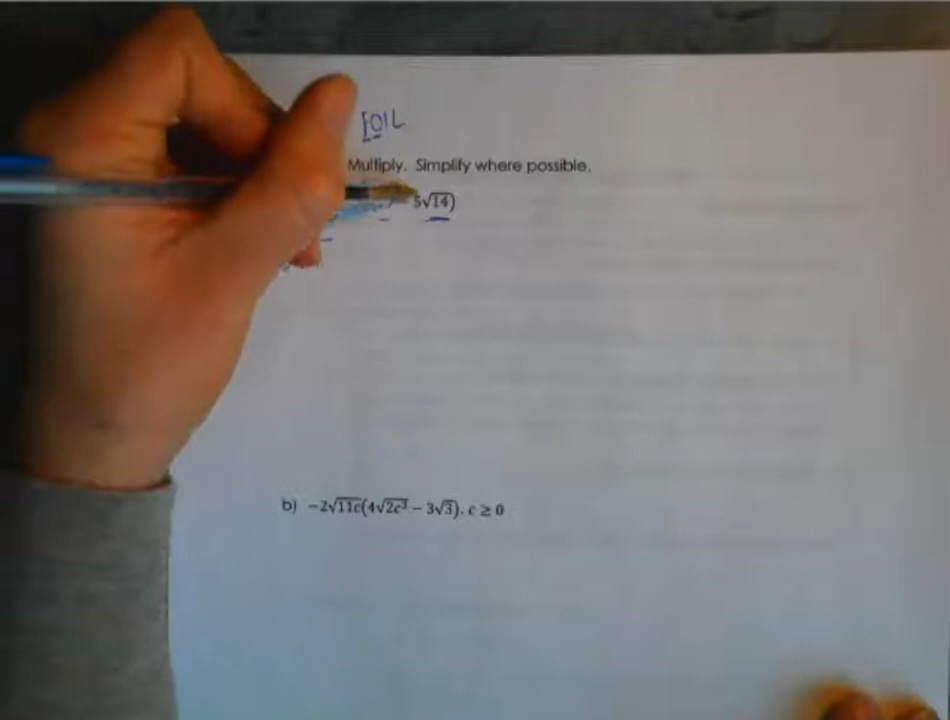 FOIL
Multiply. Simplify where possible.
5√14)
b) −2√11c(4√2c³ − 3√3). c ≥ 0